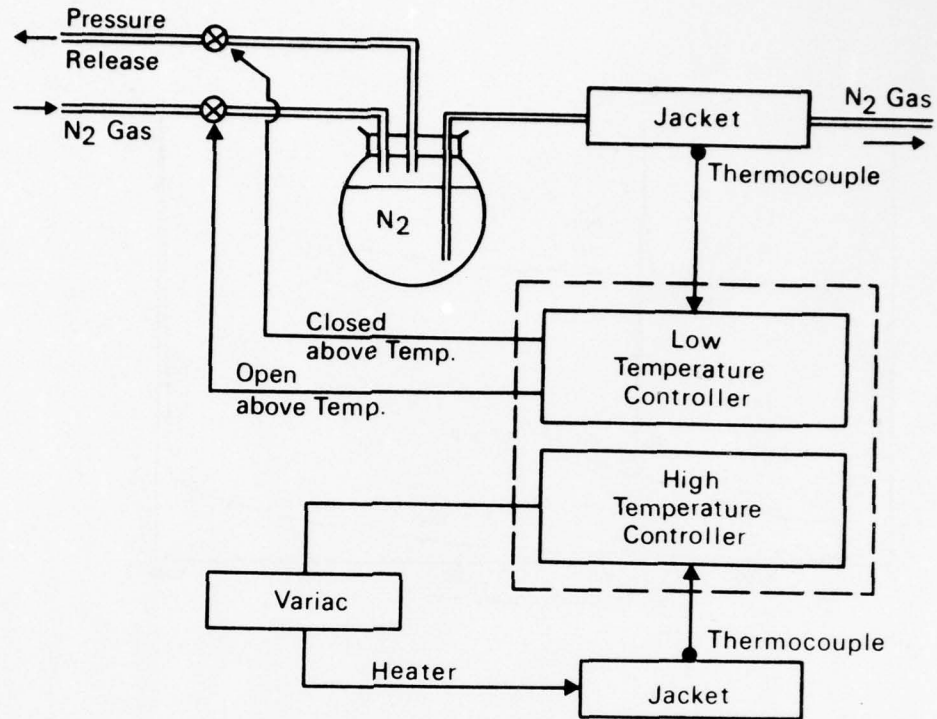 Pressure
Release
N₂ Gas
N₂
Jacket
N₂ Gas
Thermocouple
Closed
above Temp.
Open
above Temp.
Low
Temperature
Controller
High
Temperature
Controller
Variac
Heater
Thermocouple
Jacket